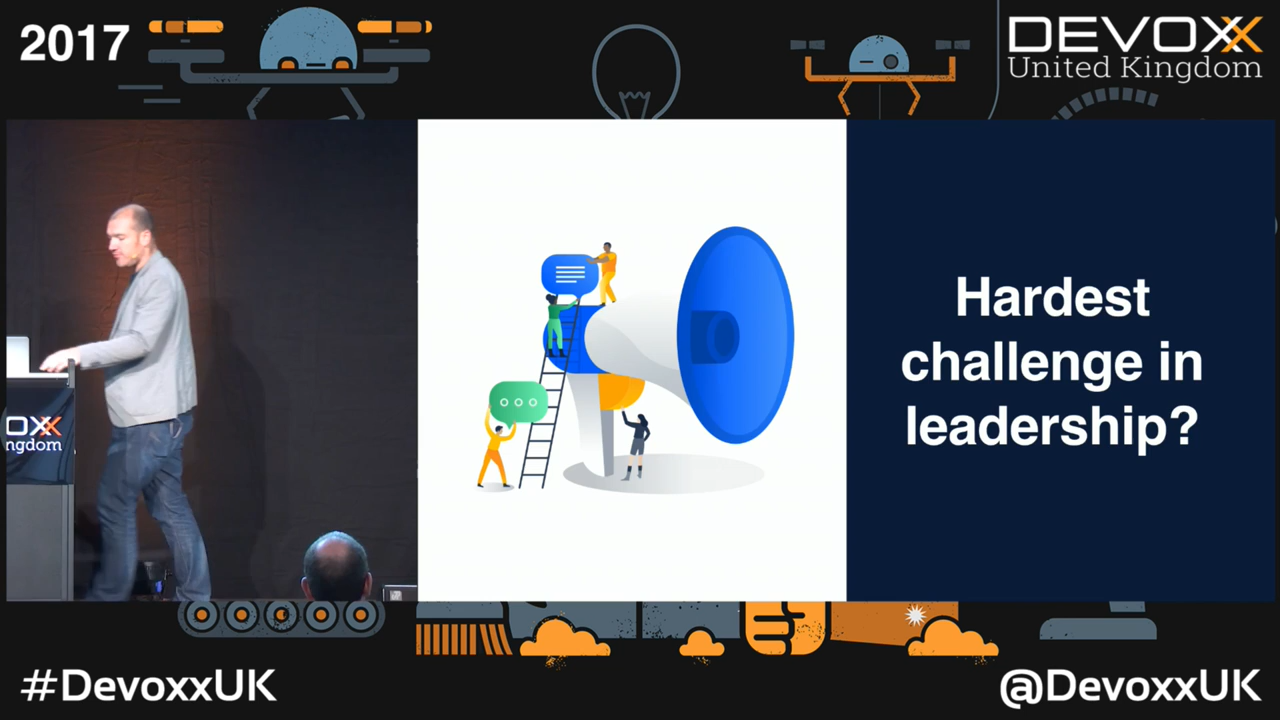 2017
DEVOXX
United Kingdom
OXX
ngdom
Hardest
challenge in
leadership?
#DevoxxUK
@DevoxxUK